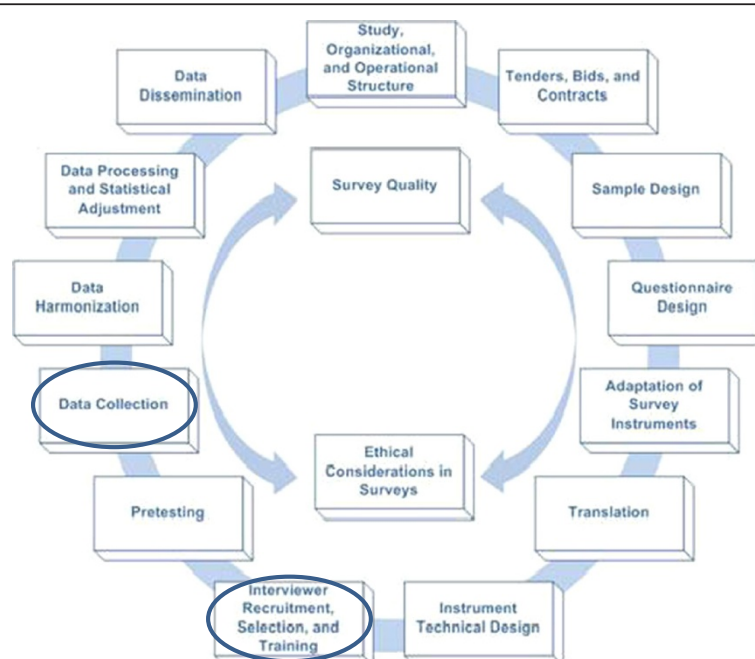 Study,
Organizational,
and Operational
Structure
Tenders, Bids, and
Contracts
Sample Design
Questionnaire
Design
Adaptation of
Survey
Instruments
Translation
Instrument
Technical Design
Interviewer
Recruitment,
Selection, and
Training
Pretesting
Data Collection
Data
Harmonization
Data Processing
and Statistical
Adjustment
Data
Dissemination
Survey Quality
Ethical
Considerations in
Surveys